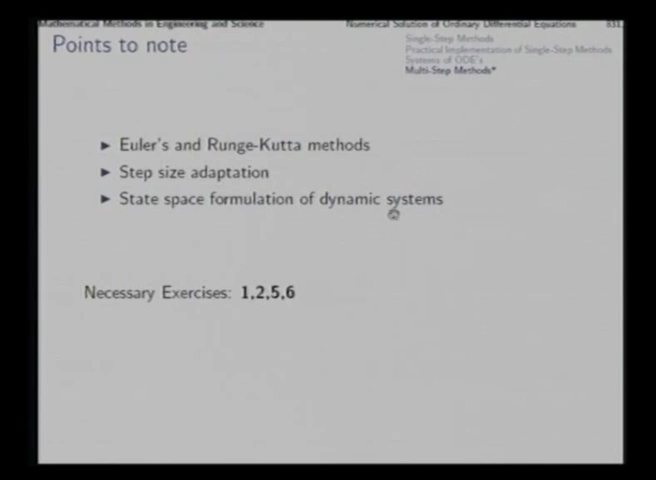 Mathematical Methods in Engineering and Science
Numerical Solution of Ordinary Differential Equations
831
Points to note
Single-Step Methods
Practical Implementation of Single-Step Methods
Systems of ODE's
Multi-Step Methods*
► Euler's and Runge-Kutta methods
► Step size adaptation
► State space formulation of dynamic systems
Necessary Exercises: 1,2,5,6